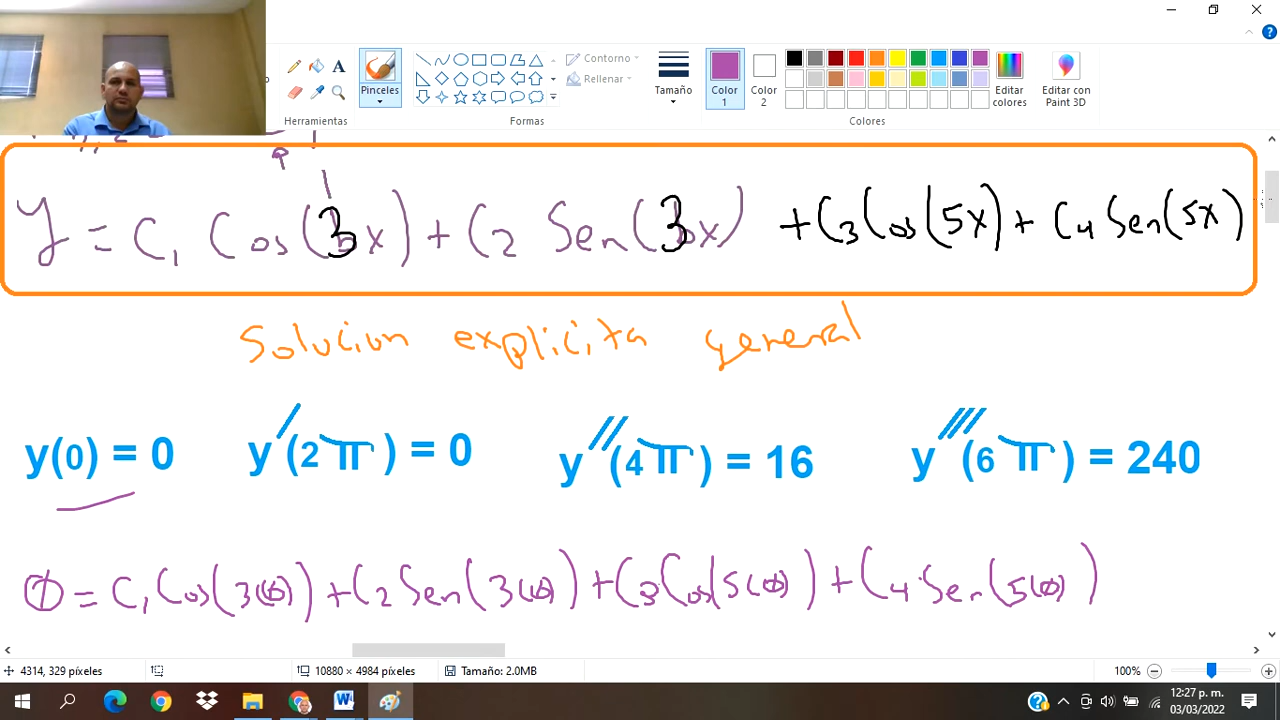 Contorno
Rellenar
Pinceles
Tamaño
Color 1
Color 2
Editar colores
Editar con Paint 3D
Herramientas
Formas
Colores
y = C1 Cos(3x) + C2 Sen(3x) + C3 Cos(5x) + C4 Sen(5x)
Solucion explicita general
y(0) = 0 y′(2π) = 0 y′′(4π) = 16 y′′′(6π) = 240
0 = C1 Cos(3(0)) + C2 Sen(3(0)) + C3 Cos(5(0)) + C4 Sen(5(0))
4314, 329 píxeles
10880 × 4984 píxeles
Tamaño: 2.0MB
100%
12:27 p. m.
03/03/2022